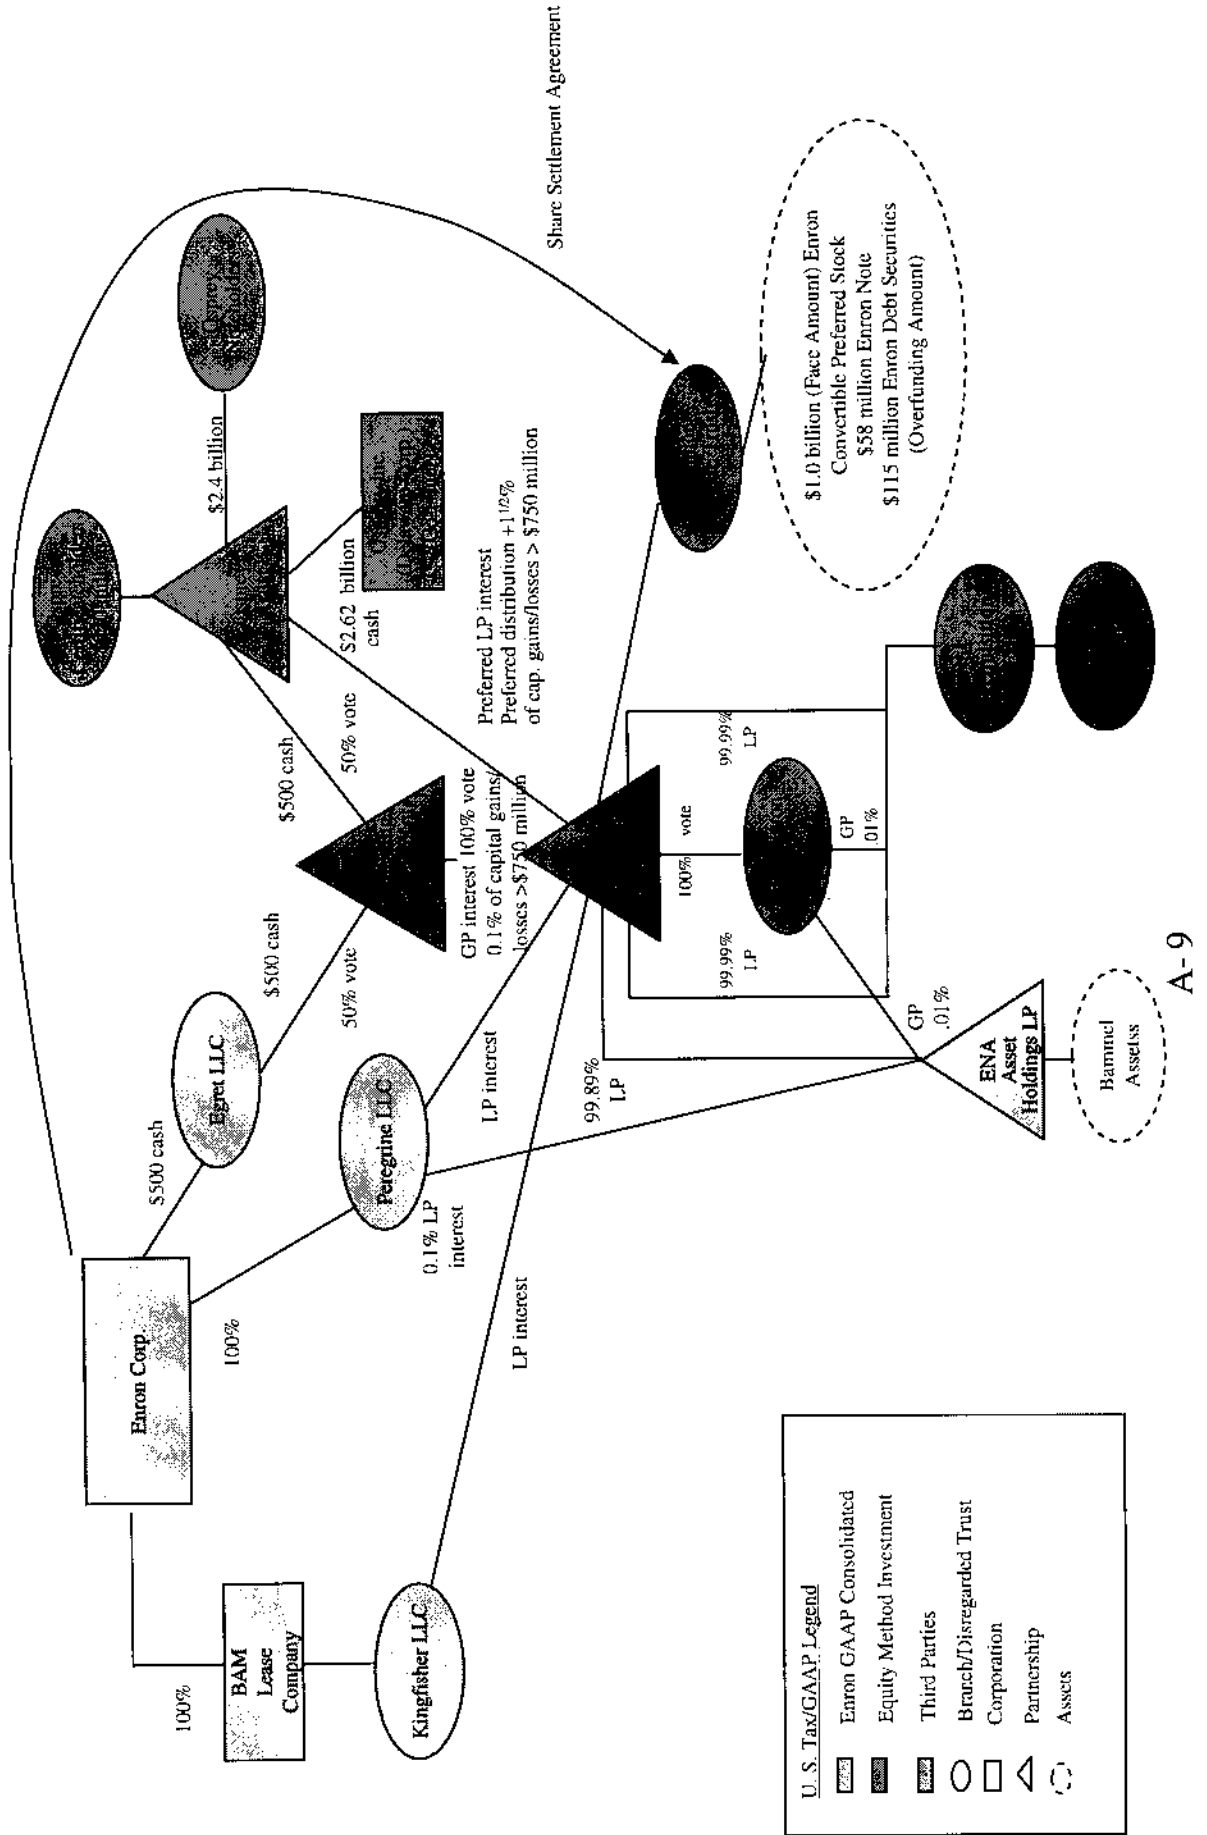 Share Settlement Agreement
Osprey
$2.4 billion
$2.62 billion
cash
$500 cash
50% vote
Preferred LP interest
Preferred distribution +1 1/2%
of cap. gains/losses > $750 million
$500 cash
50% vote
GP interest 100% vote
0.1% of capital gains/
losses >$750 million
Egret LLC
$500 cash
Enron Corp.
100%
Peregrine LLC
LP interest
0.1% LP
interest
99.89%
LP
LP interest
100%
BAM
Lease
Company
Kingfisher LLC
99.99%
LP
100% vote
99.99%
LP
GP
.01%
GP
.01%
ENA
Asset
Holdings LP
Bammel
Assetss
$1.0 billion (Face Amount) Enron
Convertible Preferred Stock
$58 million Enron Note
$115 million Enron Debt Securities
(Overfunding Amount)
U. S. Tax/GAAP Legend
Enron GAAP Consolidated
Equity Method Investment
Third Parties
Branch/Disregarded Trust
Corporation
Partnership
Assets
A-9